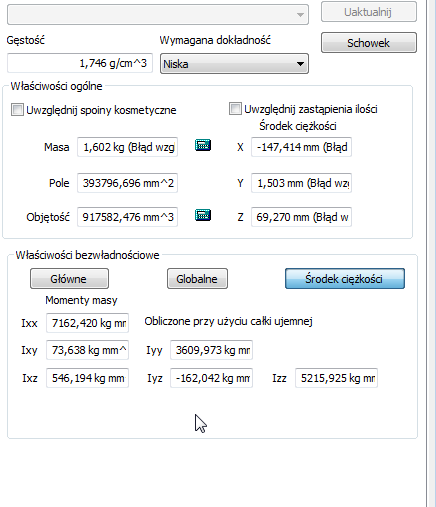 Uaktualnij
Gęstość
Wymagana dokładność
Schowek
1,746 g/cm^3
Niska
Właściwości ogólne
Uwzględnij spoiny kosmetyczne
Uwzględnij zastąpienia ilości
Środek ciężkości
Masa 1,602 kg (Błąd wzg X -147,414 mm (Błąd
Pole 393796,696 mm^2 Y 1,503 mm (Błąd wzg
Objętość 917582,476 mm^3 Z 69,270 mm (Błąd w
Właściwości bezwładnościowe
Główne Globalne Środek ciężkości
Momenty masy
Ixx 7162,420 kg mm Obliczone przy użyciu całki ujemnej
Ixy 73,638 kg mm^ Iyy 3609,973 kg mm
Ixz 546,194 kg mm Iyz -162,042 kg mm Izz 5215,925 kg mm